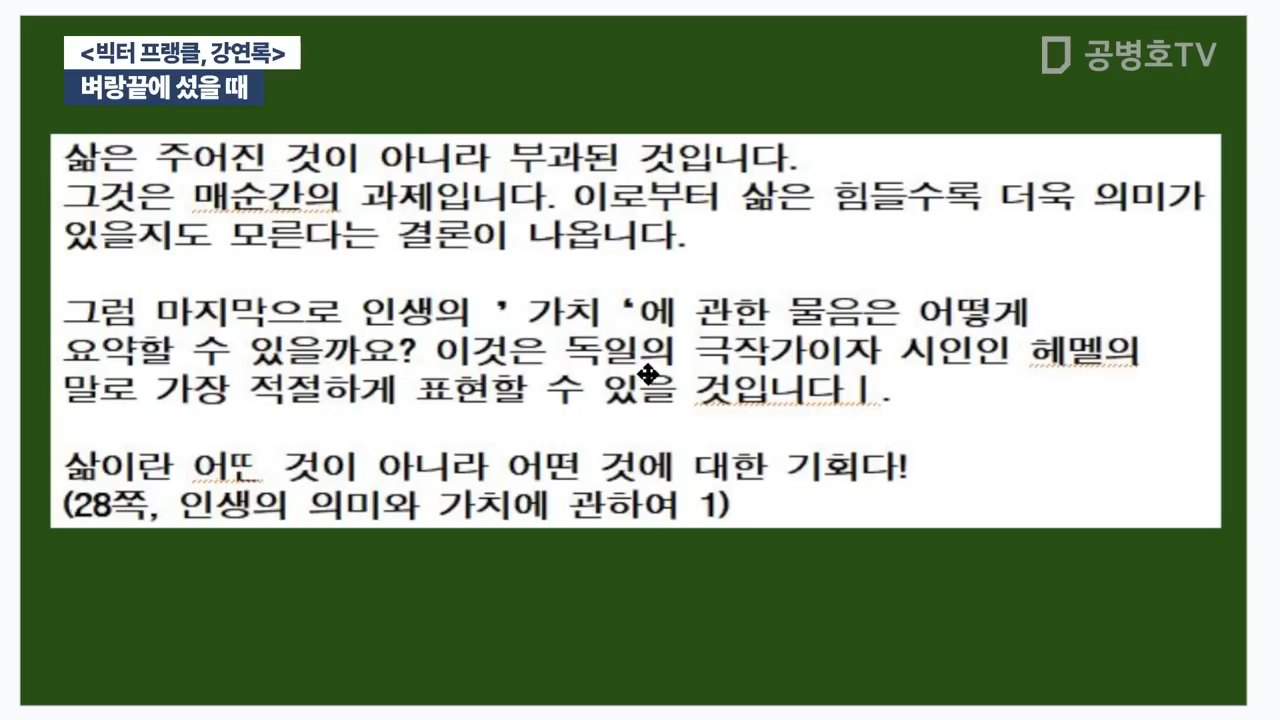 <빅터 프랭클, 강연록>
벼랑끝에 섰을 때
공병호TV
삶은 주어진 것이 아니라 부과된 것입니다.
그것은 매순간의 과제입니다. 이로부터 삶은 힘들수록 더욱 의미가
있을지도 모른다는 결론이 나옵니다.
그럼 마지막으로 인생의 ’ 가치 ‘에 관한 물음은 어떻게
요약할 수 있을까요? 이것은 독일의 극작가이자 시인인 헤멜의
말로 가장 적절하게 표현할 수 있을 것입니다ㅣ.
삶이란 어떤 것이 아니라 어떤 것에 대한 기회다!
(28쪽, 인생의 의미와 가치에 관하여 1)